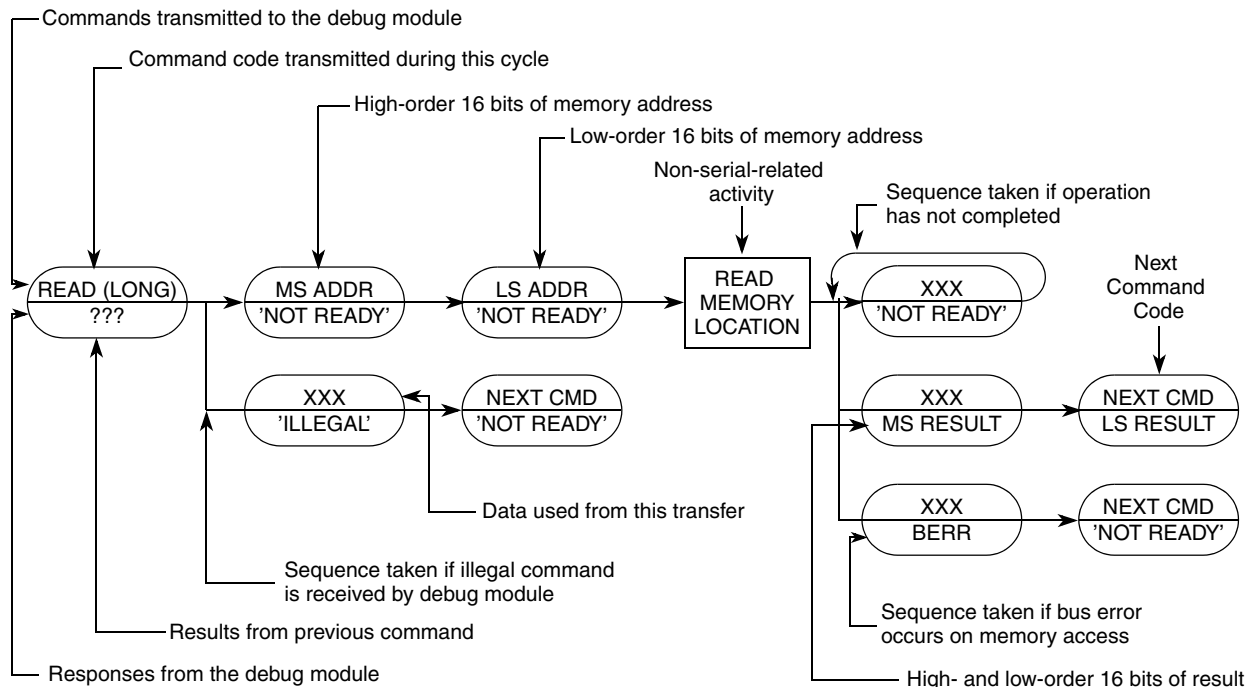 Commands transmitted to the debug module
Command code transmitted during this cycle
High-order 16 bits of memory address
Low-order 16 bits of memory address
Non-serial-related
activity
Sequence taken if operation
has not completed
Next
Command
Code
READ (LONG)
???
MS ADDR
'NOT READY'
LS ADDR
'NOT READY'
READ
MEMORY
LOCATION
XXX
'NOT READY'
XXX
'ILLEGAL'
NEXT CMD
'NOT READY'
XXX
MS RESULT
NEXT CMD
LS RESULT
Data used from this transfer
XXX
BERR
NEXT CMD
'NOT READY'
Sequence taken if illegal command
is received by debug module
Sequence taken if bus error
occurs on memory access
Results from previous command
Responses from the debug module
High- and low-order 16 bits of result